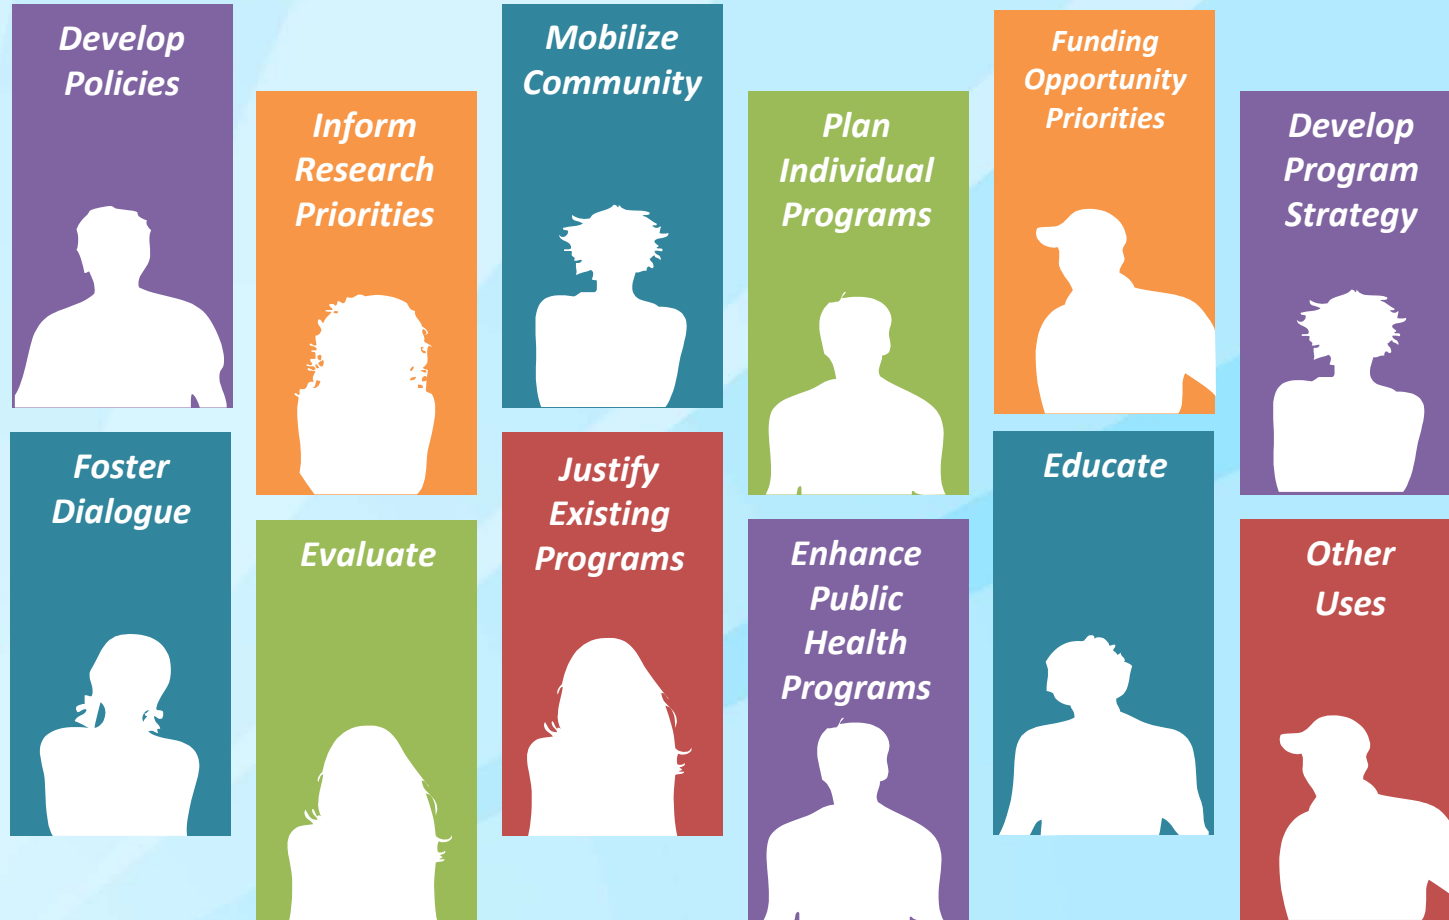 Develop
Policies
Inform
Research
Priorities
Mobilize
Community
Plan
Individual
Programs
Funding
Opportunity
Priorities
Develop
Program
Strategy
Foster
Dialogue
Evaluate
Justify
Existing
Programs
Enhance
Public
Health
Programs
Educate
Other
Uses